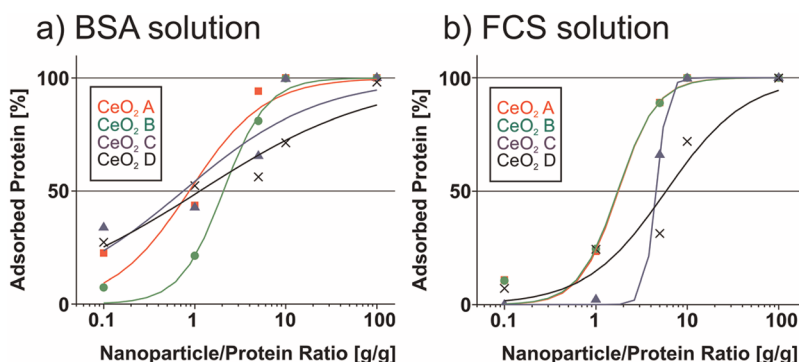 a) BSA solution
Adsorbed Protein [%]
100
50
0
CeO₂ A
CeO₂ B
CeO₂ C
CeO₂ D
0.1 1 10 100
Nanoparticle/Protein Ratio [g/g]
b) FCS solution
Adsorbed Protein [%]
100
50
0
CeO₂ A
CeO₂ B
CeO₂ C
CeO₂ D
0.1 1 10 100
Nanoparticle/Protein Ratio [g/g]